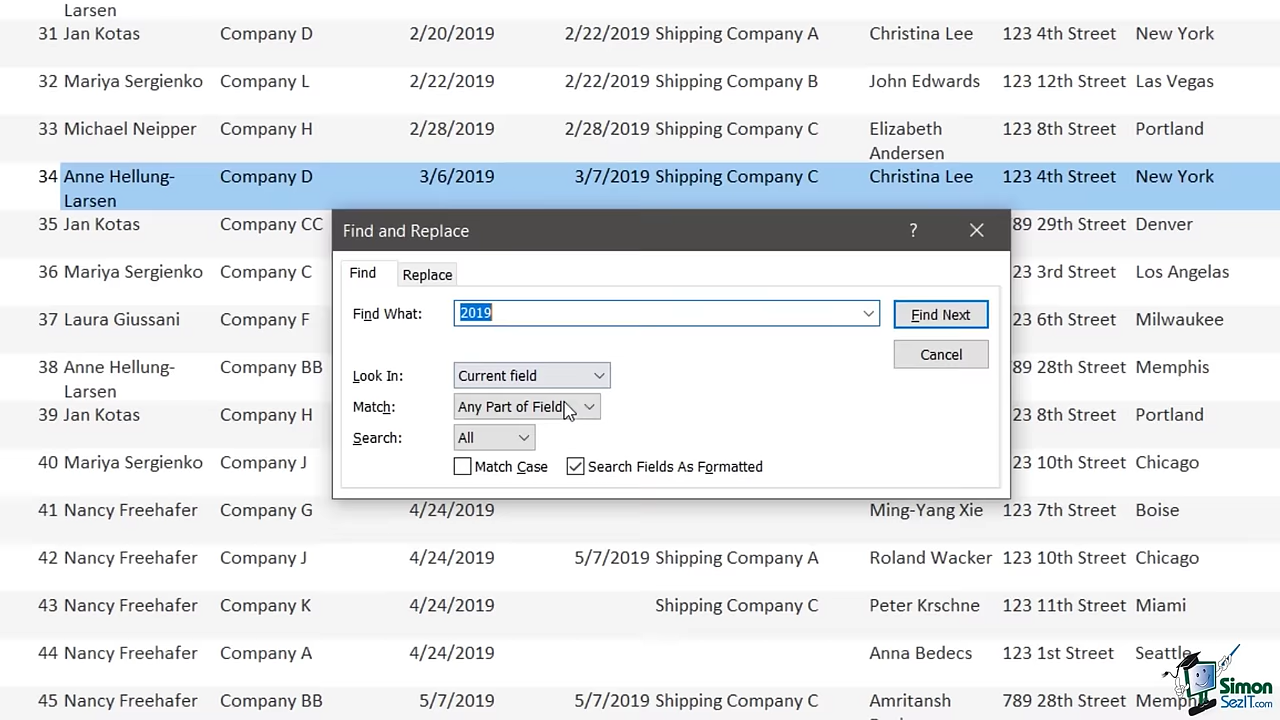 Larsen
31 Jan Kotas Company D 2/20/2019 2/22/2019 Shipping Company A Christina Lee 123 4th Street New York
32 Mariya Sergienko Company L 2/22/2019 2/22/2019 Shipping Company B John Edwards 123 12th Street Las Vegas
33 Michael Neipper Company H 2/28/2019 2/28/2019 Shipping Company C Elizabeth 123 8th Street Portland
Andersen
34 Anne Hellung- Company D 3/6/2019 3/7/2019 Shipping Company C Christina Lee 123 4th Street New York
Larsen
Find and Replace ?
35 Jan Kotas Company CC 89 29th Street Denver
36 Mariya Sergienko Company C 23 3rd Street Los Angelas
Find Replace
37 Laura Giussani Company F 23 6th Street Milwaukee
Find What: 2019 Find Next
Cancel
38 Anne Hellung- Company BB 89 28th Street Memphis
Larsen
Look In: Current field
Match: Any Part of Field
39 Jan Kotas Company H 23 8th Street Portland
Search: All
40 Mariya Sergienko Company J 23 10th Street Chicago
Match Case Search Fields As Formatted
41 Nancy Freehafer Company G 4/24/2019 Ming-Yang Xie 123 7th Street Boise
42 Nancy Freehafer Company J 4/24/2019 5/7/2019 Shipping Company A Roland Wacker 123 10th Street Chicago
43 Nancy Freehafer Company K 4/24/2019 Shipping Company C Peter Krschne 123 11th Street Miami
44 Nancy Freehafer Company A 4/24/2019 Anna Bedecs 123 1st Street Seattle
45 Nancy Freehafer Company BB 5/7/2019 5/7/2019 Shipping Company C Amritansh 789 28th Street
Simon
SezIT.com